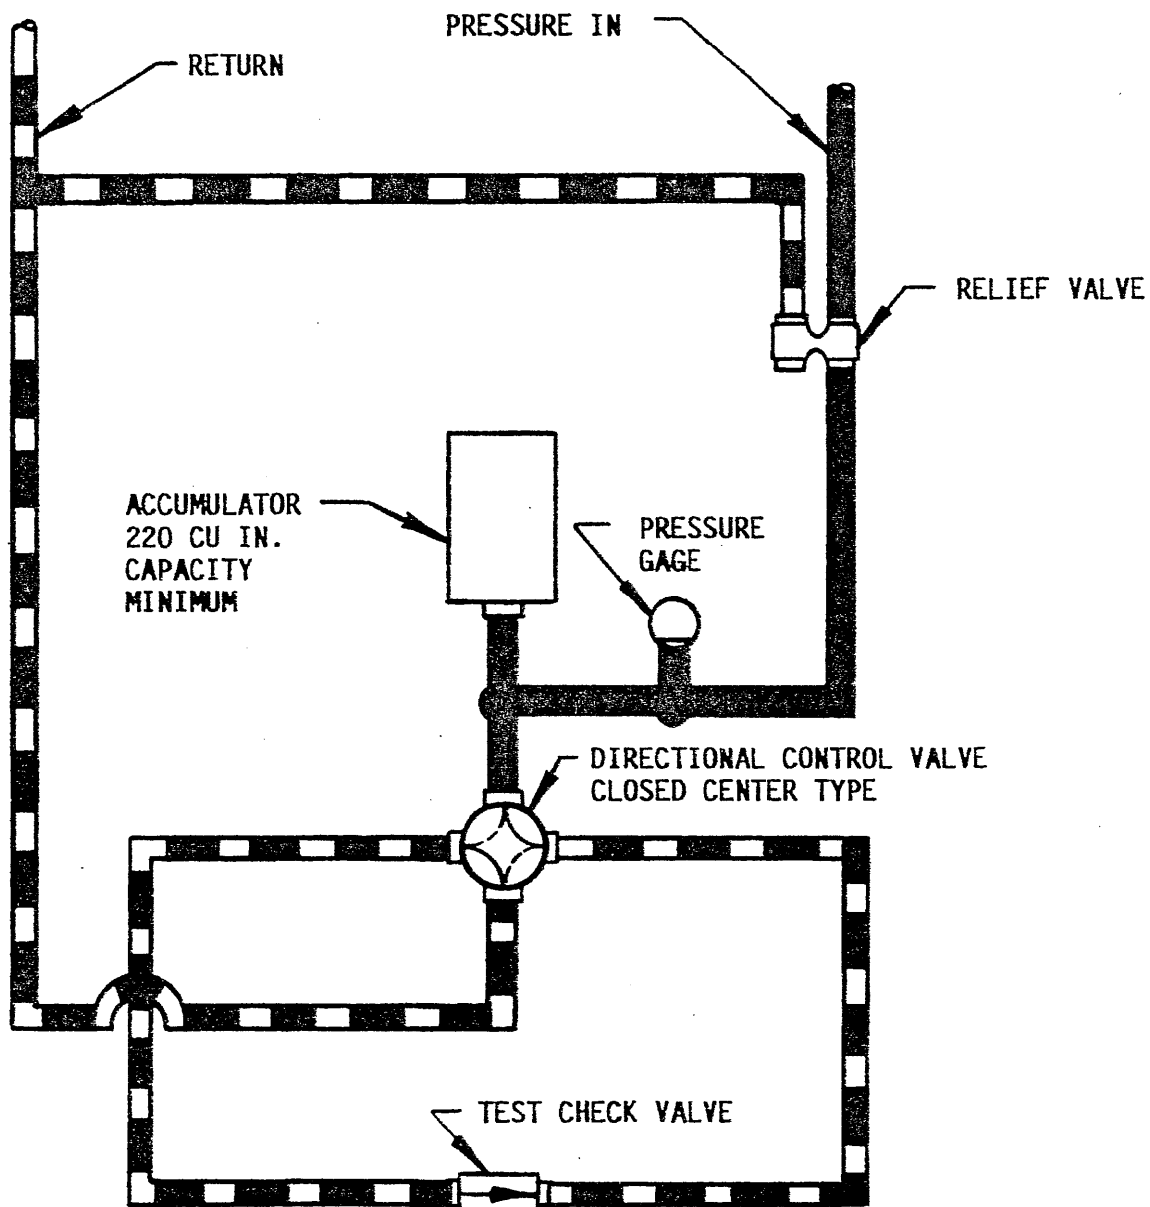 PRESSURE IN
RETURN
RELIEF VALVE
ACCUMULATOR
220 CU IN.
CAPACITY
MINIMUM
PRESSURE
GAGE
DIRECTIONAL CONTROL VALVE
CLOSED CENTER TYPE
TEST CHECK VALVE